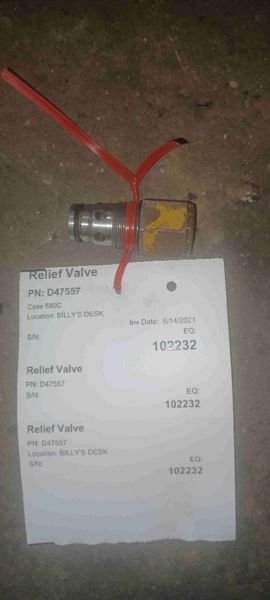 Relief Valve
PN: D47557
Case 580C
Location: BILLY'S DESK
Inv Date: 6/14/2021
S/N: EQ:
102232
Relief Valve
PN: D47557
S/N: EQ:
102232
Relief Valve
PN: D47557
Location: BILLY'S DESK
S/N: EQ:
102232